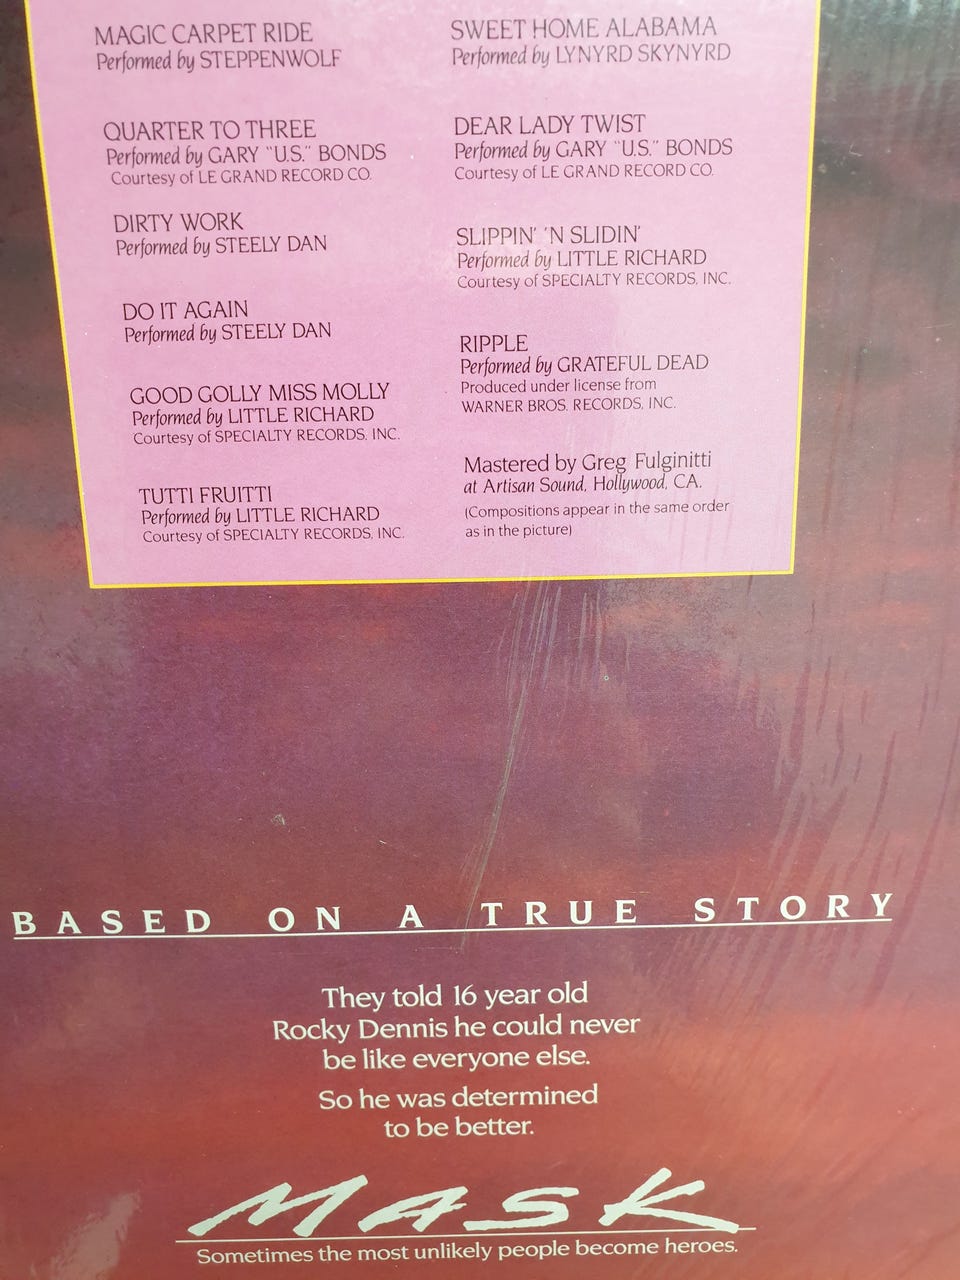 MAGIC CARPET RIDE
Performed by STEPPENWOLF
QUARTER TO THREE
Performed by GARY "U.S." BONDS
Courtesy of LE GRAND RECORD CO.
DIRTY WORK
Performed by STEELY DAN
DO IT AGAIN
Performed by STEELY DAN
GOOD GOLLY MISS MOLLY
Performed by LITTLE RICHARD
Courtesy of SPECIALTY RECORDS, INC.
TUTTI FRUITTI
Performed by LITTLE RICHARD
Courtesy of SPECIALTY RECORDS, INC.
SWEET HOME ALABAMA
Performed by LYNYRD SKYNYRD
DEAR LADY TWIST
Performed by GARY "U.S." BONDS
Courtesy of LE GRAND RECORD CO.
SLIPPIN' 'N SLIDIN'
Performed by LITTLE RICHARD
Courtesy of SPECIALTY RECORDS, INC.
RIPPLE
Performed by GRATEFUL DEAD
Produced under license from
WARNER BROS. RECORDS, INC.
Mastered by Greg Fulginitti
at Artisan Sound, Hollywood, CA.
(Compositions appear in the same order
as in the picture)
BASED ON A TRUE STORY
They told 16 year old
Rocky Dennis he could never
be like everyone else.
So he was determined
to be better.
MASK
Sometimes the most unlikely people become heroes.